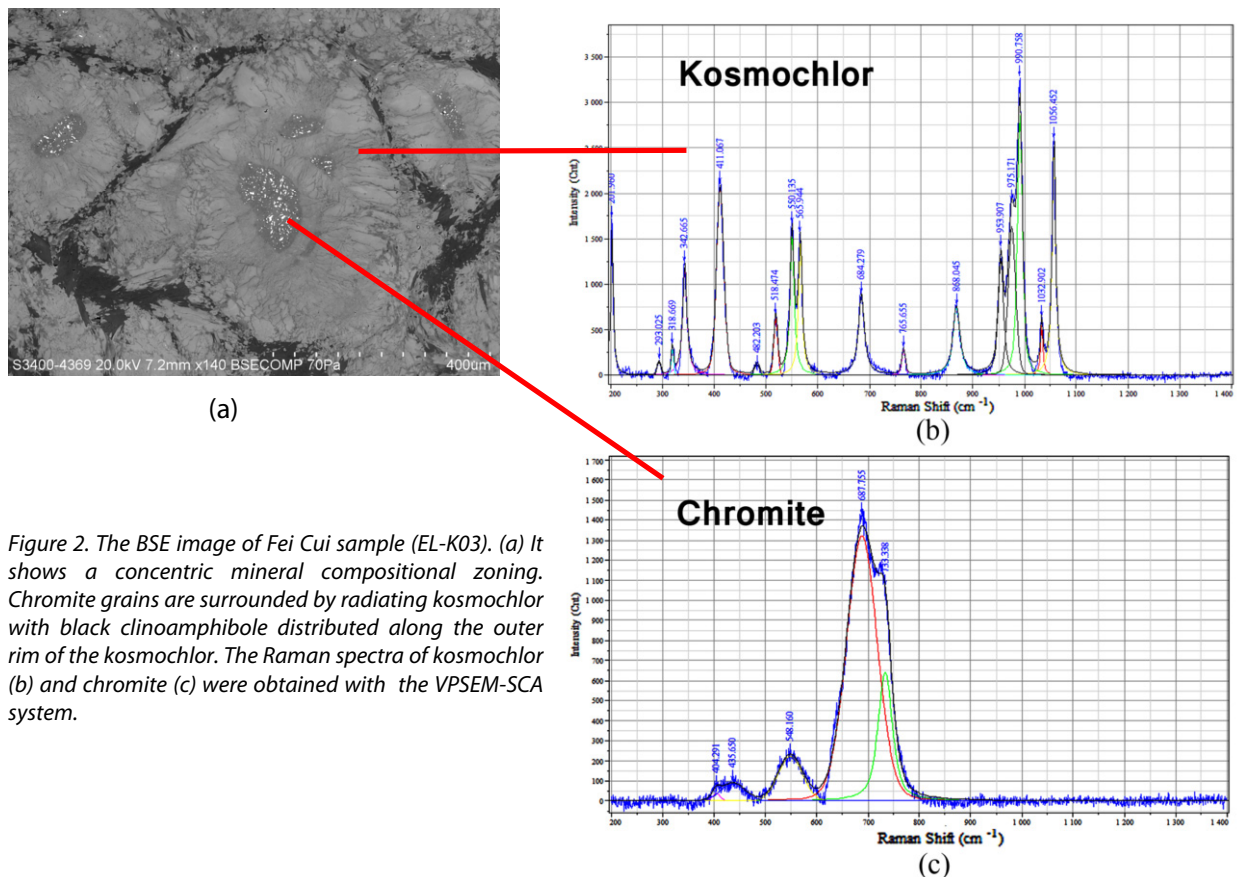 S3400-4369 20.0kV 7.2mm x140 BSECOMP 70Pa
400um
(a)
Kosmochlor
Intensity (Cnt)
3 500
3 000
2 500
2 000
1 500
1 000
500
0
201.960
293.025
318.669
342.665
411.067
482.203
518.474
550.135
565.944
684.279
765.655
868.045
953.907
975.171
990.758
1032.902
1056.452
200 300 400 500 600 700 800 900 1 000 1 100 1 200 1 300 1 400
Raman Shift (cm -1)
(b)
Chromite
Intensity (Cnt)
1 700
1 600
1 500
1 400
1 300
1 200
1 100
1 000
900
800
700
600
500
400
300
200
100
0
404.291
435.650
548.160
687.755
733.338
200 300 400 500 600 700 800 900 1 000 1 100 1 200 1 300 1 400
Raman Shift (cm -1)
(c)
Figure 2. The BSE image of Fei Cui sample (EL-K03). (a) It
shows a concentric mineral compositional zoning.
Chromite grains are surrounded by radiating kosmochlor
with black clinoamphibole distributed along the outer
rim of the kosmochlor. The Raman spectra of kosmochlor
(b) and chromite (c) were obtained with the VPSEM-SCA
system.